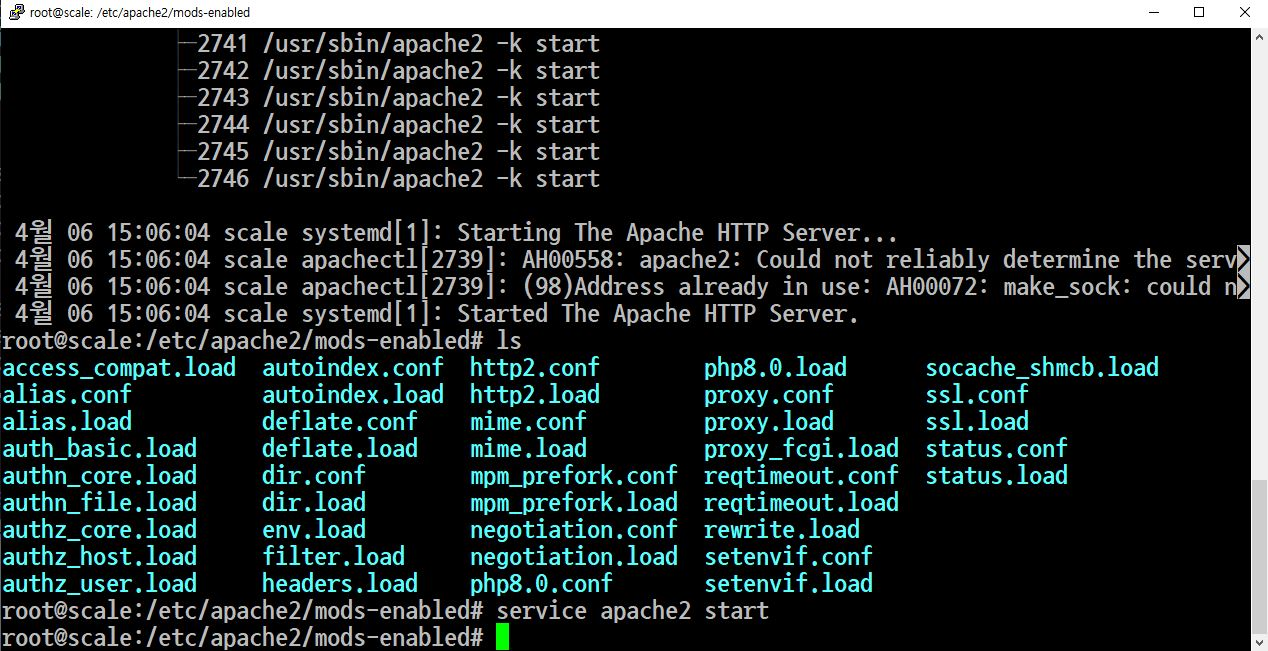 root@scale: /etc/apache2/mods-enabled
├─2741 /usr/sbin/apache2 -k start
├─2742 /usr/sbin/apache2 -k start
├─2743 /usr/sbin/apache2 -k start
├─2744 /usr/sbin/apache2 -k start
├─2745 /usr/sbin/apache2 -k start
└─2746 /usr/sbin/apache2 -k start
4월 06 15:06:04 scale systemd[1]: Starting The Apache HTTP Server...
4월 06 15:06:04 scale apachectl[2739]: AH00558: apache2: Could not reliably determine the serv>
4월 06 15:06:04 scale apachectl[2739]: (98)Address already in use: AH00072: make_sock: could n>
4월 06 15:06:04 scale systemd[1]: Started The Apache HTTP Server.
root@scale:/etc/apache2/mods-enabled# ls
access_compat.load autoindex.conf http2.conf php8.0.load socache_shmcb.load
alias.conf autoindex.load http2.load proxy.conf ssl.conf
alias.load deflate.conf mime.conf proxy.load ssl.load
auth_basic.load deflate.load mime.load proxy_fcgi.load status.conf
authn_core.load dir.conf mpm_prefork.conf reqtimeout.conf status.load
authn_file.load dir.load mpm_prefork.load reqtimeout.load
authz_core.load env.load negotiation.conf rewrite.load
authz_host.load filter.load negotiation.load setenvif.conf
authz_user.load headers.load php8.0.conf setenvif.load
root@scale:/etc/apache2/mods-enabled# service apache2 start
root@scale:/etc/apache2/mods-enabled#